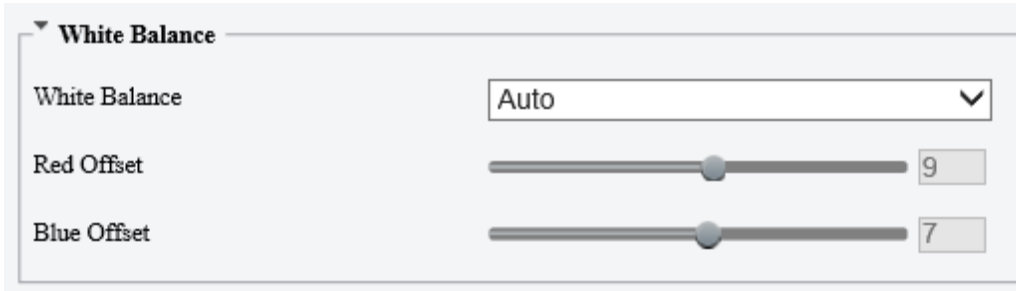 White Balance
White Balance Auto
Red Offset 9
Blue Offset 7